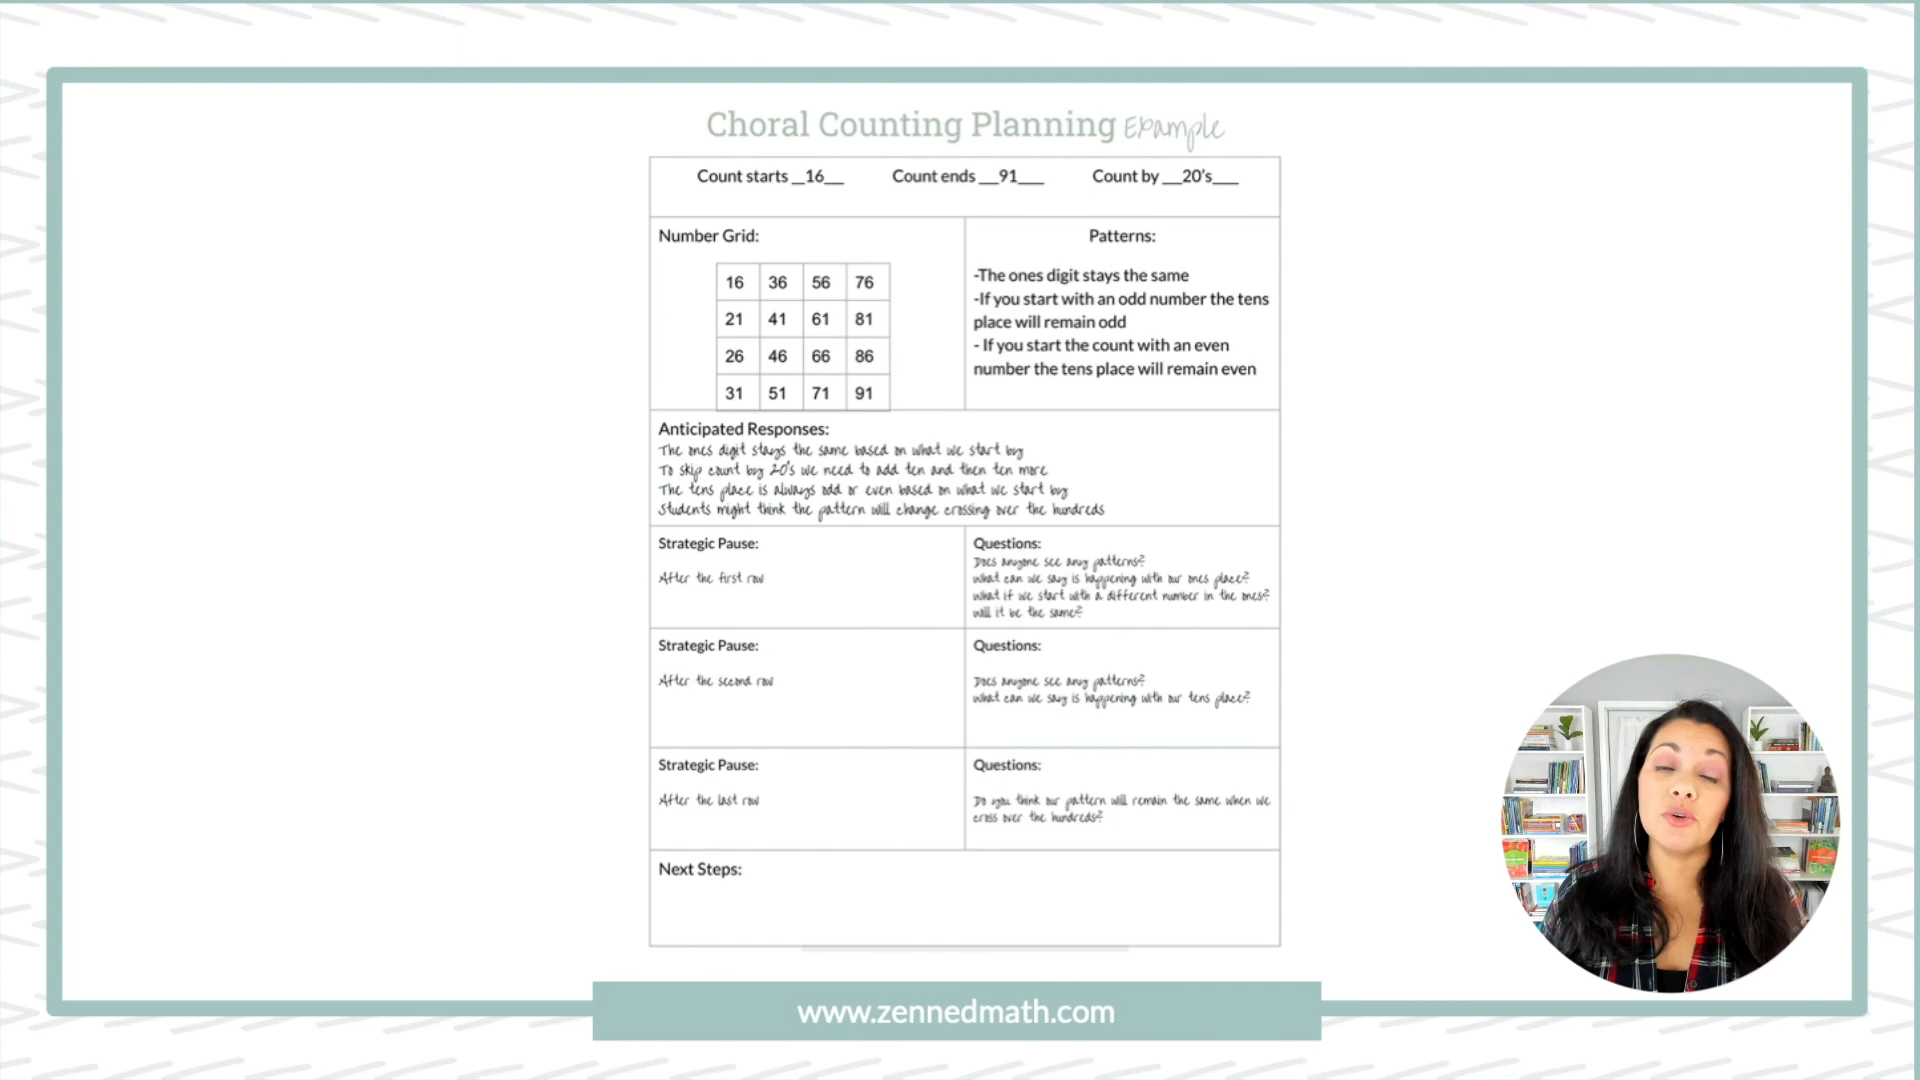 Choral Counting Planning Example
Count starts __16___ Count ends ___91____ Count by ___20's____
Number Grid:
16 36 56 76
21 41 61 81
26 46 66 86
31 51 71 91
Patterns:
-The ones digit stays the same
-If you start with an odd number the tens
place will remain odd
- If you start the count with an even
number the tens place will remain even
Anticipated Responses:
The ones digit stays the same based on what we start by
To skip count by 20's we need to add ten and then ten more
The tens place is always odd or even based on what we start by
Students might think the pattern will change crossing over the hundreds
Strategic Pause:
After the first row
Questions:
Does anyone see any patterns?
what can we say is happening with our ones place?
what if we start with a different number in the ones?
will it be the same?
Strategic Pause:
After the second row
Questions:
Does anyone see any patterns?
what can we say is happening with our tens place?
Strategic Pause:
After the last row
Questions:
Do you think our pattern will remain the same when we
cross over the hundreds?
Next Steps:
www.zennedmath.com